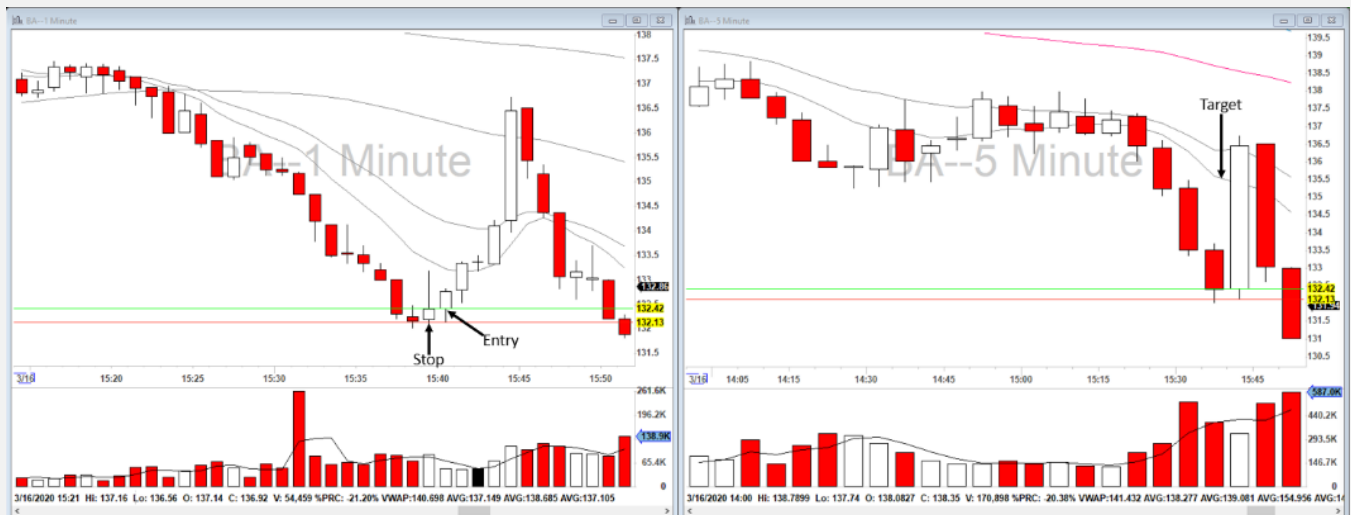 BA--1 Minute
138
137.5
137
136.5
136
135.5
135
134.5
134
133.5
133
132.86
132.42
132.13
132
131.5
BA--1 Minute
Entry
Stop
3/16 15:20 15:25 15:30 15:35 15:40 15:45 15:50
261.6K
196.2K
138.9K
65.4K
0
3/16/2020 15:21 Hi: 137.16 Lo: 136.56 O: 137.14 C: 136.92 V: 54,459 %PRC: -21.20% VWAP:140.698 AVG:137.149 AVG:138.685 AVG:137.105
BA--5 Minute
139.5
139
138.5
138
137.5
137
136.5
136
135.5
135
134.5
134
133.5
133
132.42
132.13
131.94
131.5
131
130.5
Target
BA--5 Minute
3/16 14:05 14:15 14:30 14:45 15:00 15:15 15:30 15:45
587.0K
440.2K
293.5K
146.7K
0
3/16/2020 14:00 Hi: 138.7899 Lo: 137.74 O: 138.0827 C: 138.35 V: 170,898 %PRC: -20.38% VWAP:141.432 AVG:138.277 AVG:139.081 AVG:154.956